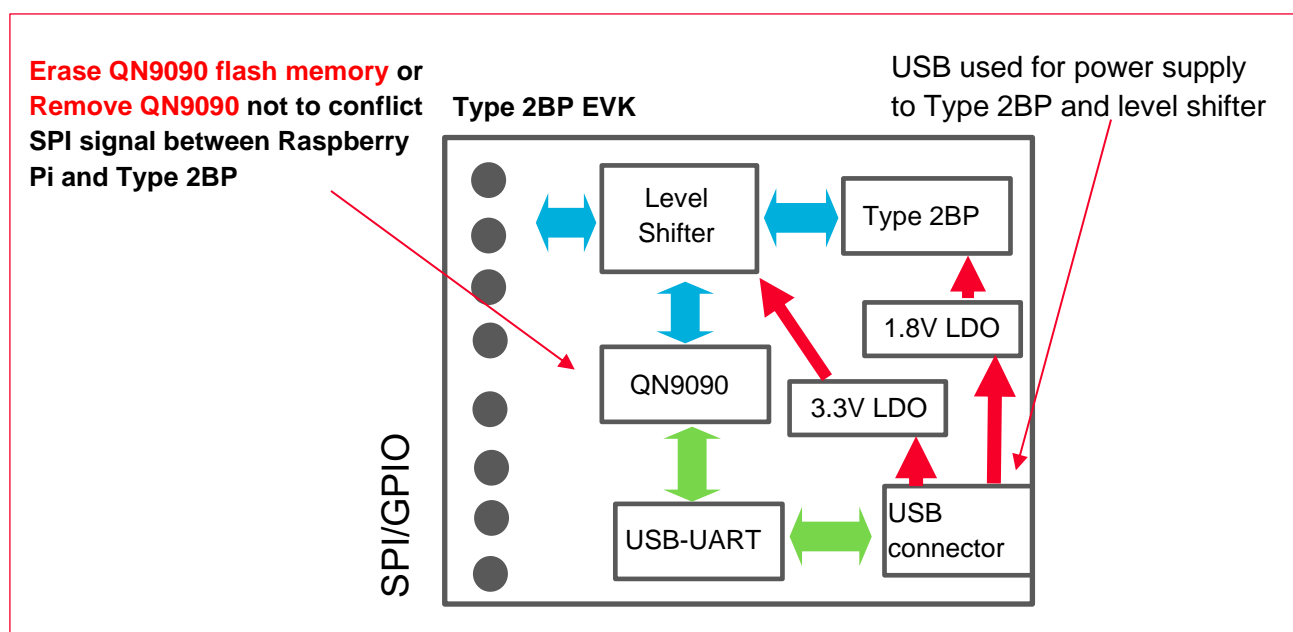 Erase QN9090 flash memory or
Remove QN9090 not to conflict
SPI signal between Raspberry
Pi and Type 2BP
Type 2BP EVK
USB used for power supply
to Type 2BP and level shifter
Level
Shifter
Type 2BP
1.8V LDO
QN9090
3.3V LDO
SPI/GPIO
USB-UART
USB
connector